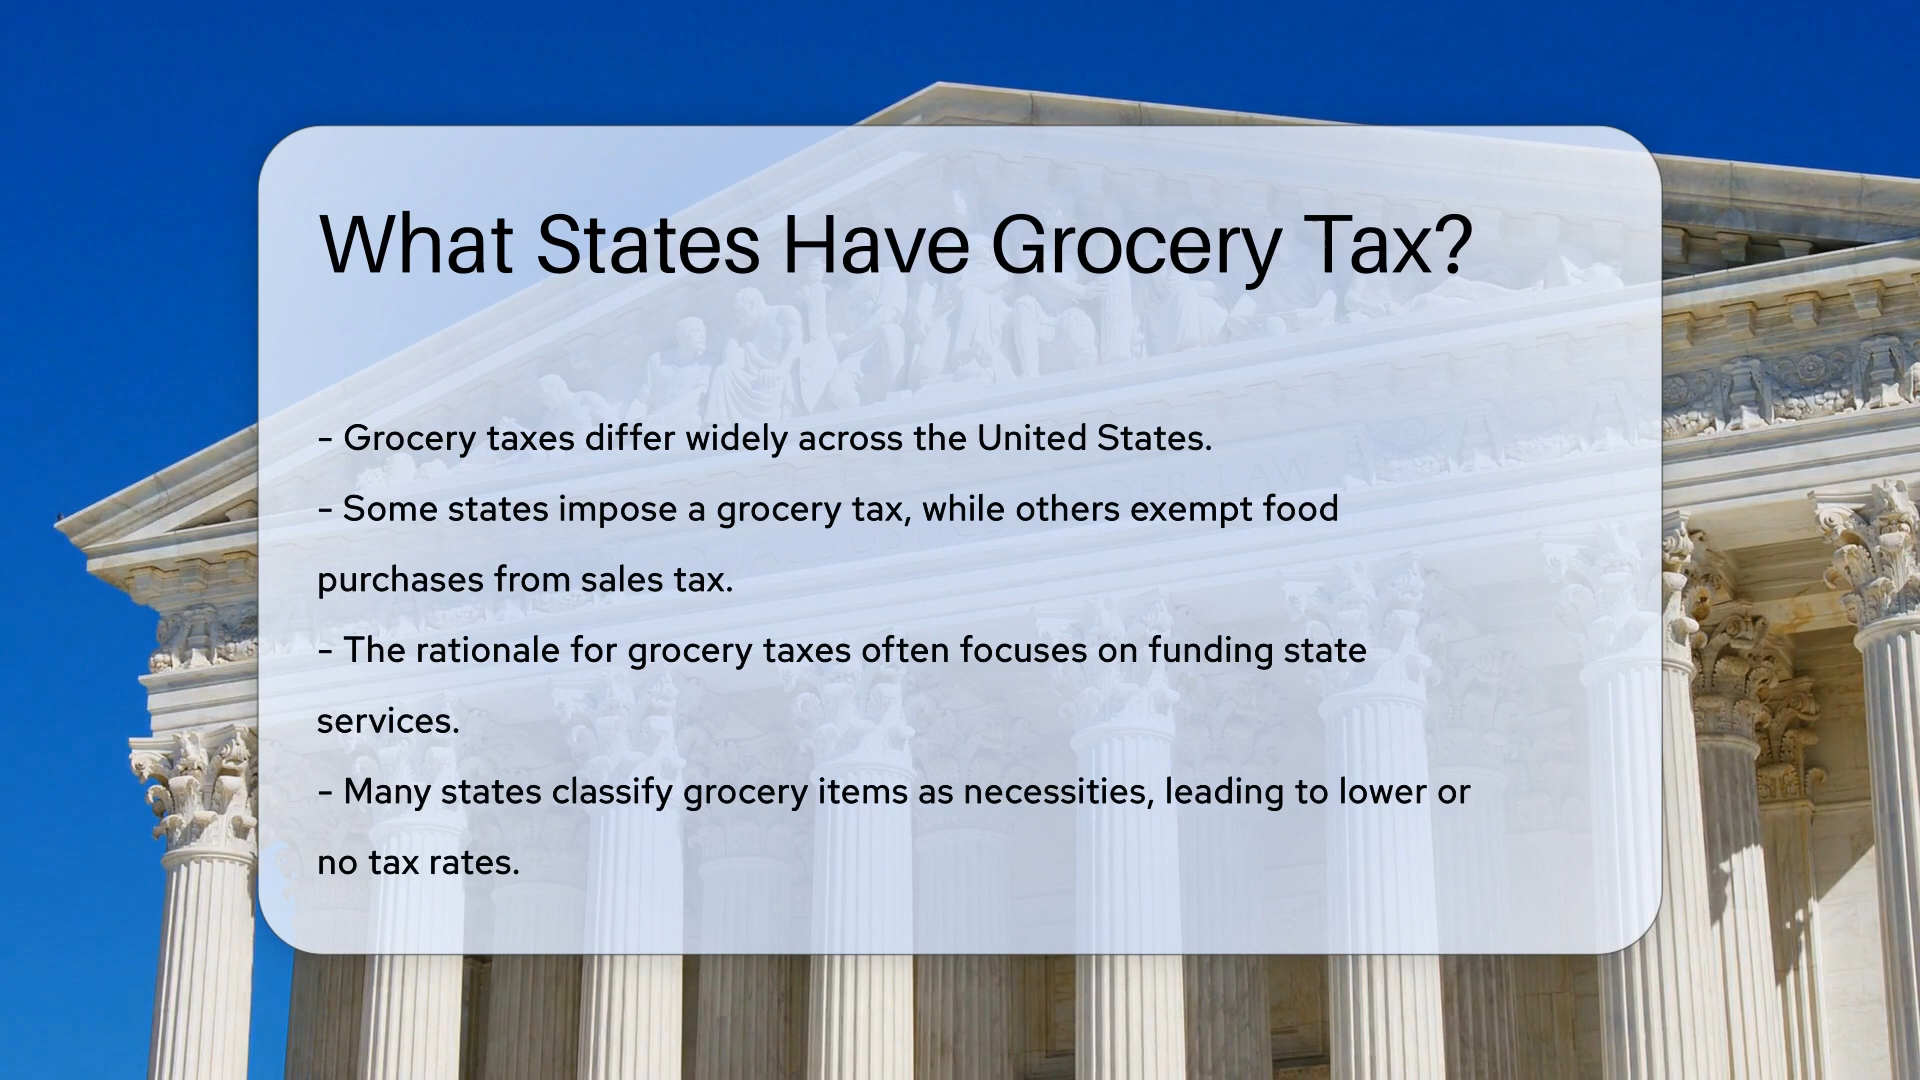 What States Have Grocery Tax?
– Grocery taxes differ widely across the United States.
– Some states impose a grocery tax, while others exempt food
purchases from sales tax.
– The rationale for grocery taxes often focuses on funding state
services.
– Many states classify grocery items as necessities, leading to lower or
no tax rates.